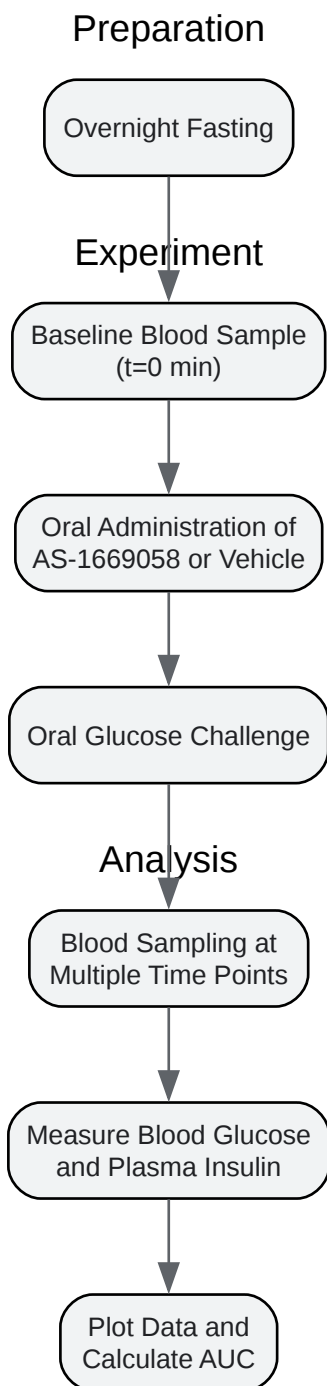 Preparation
Overnight Fasting
Experiment
Baseline Blood Sample
(t=0 min)
Oral Administration of
AS-1669058 or Vehicle
Oral Glucose Challenge
Analysis
Blood Sampling at
Multiple Time Points
Measure Blood Glucose
and Plasma Insulin
Plot Data and
Calculate AUC